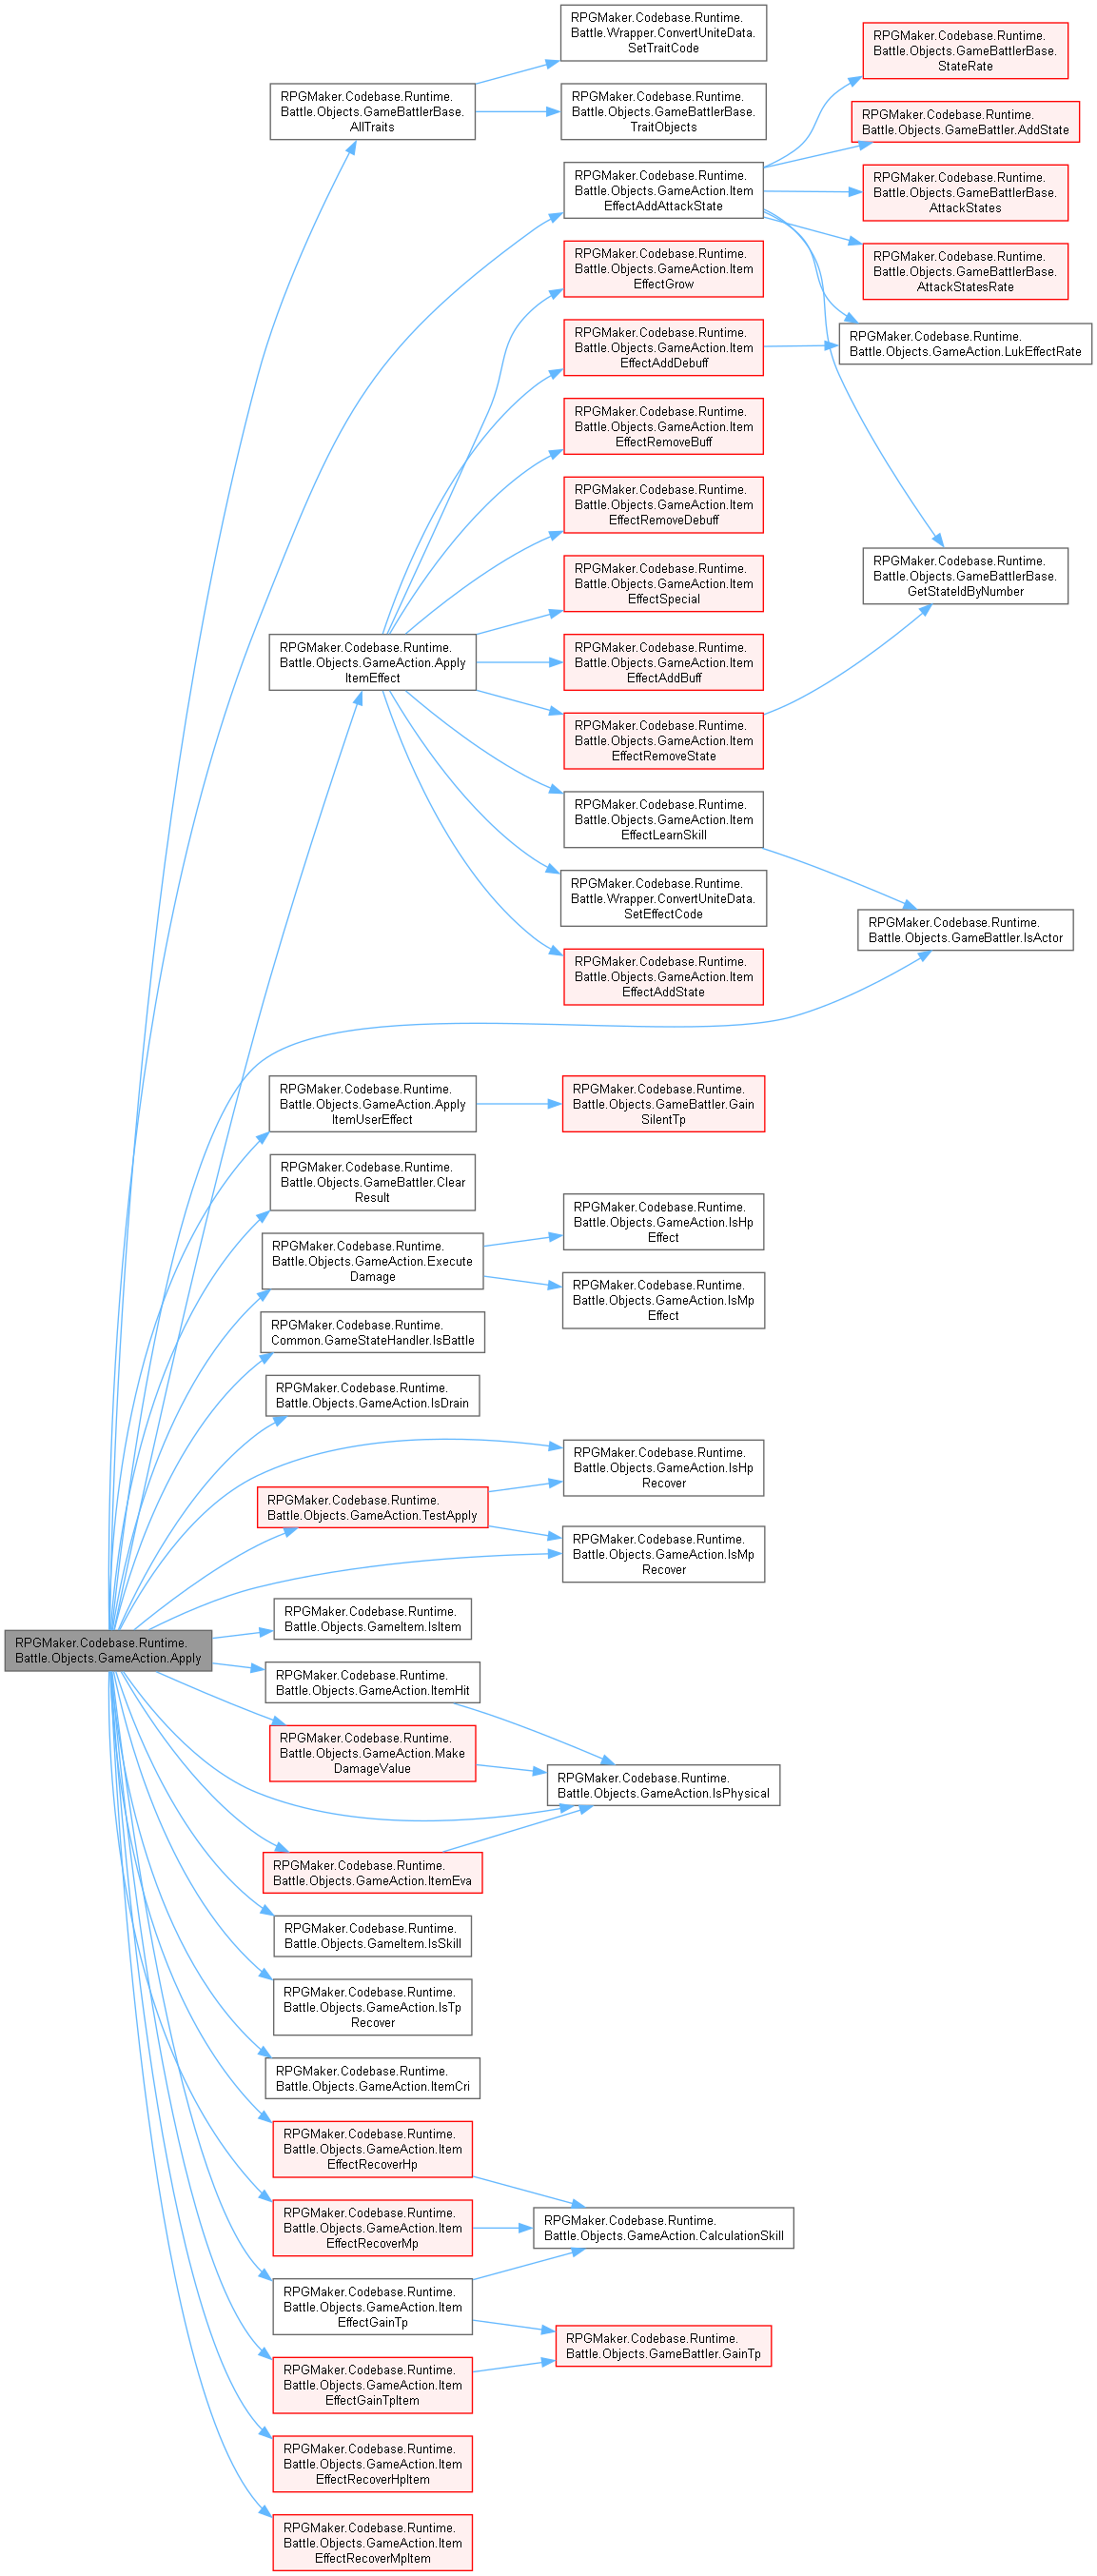 RPGMaker.Codebase.Runtime.
Battle.Wrapper.ConvertUniteData.
SetTraitCode
RPGMaker.Codebase.Runtime.
Battle.Objects.GameBattlerBase.
StateRate
RPGMaker.Codebase.Runtime.
Battle.Objects.GameBattlerBase.
AllTraits
RPGMaker.Codebase.Runtime.
Battle.Objects.GameBattlerBase.
TraitObjects
RPGMaker.Codebase.Runtime.
Battle.Objects.GameBattler.AddState
RPGMaker.Codebase.Runtime.
Battle.Objects.GameAction.Item
EffectAddAttackState
RPGMaker.Codebase.Runtime.
Battle.Objects.GameBattlerBase.
AttackStates
RPGMaker.Codebase.Runtime.
Battle.Objects.GameAction.Item
EffectGrow
RPGMaker.Codebase.Runtime.
Battle.Objects.GameBattlerBase.
AttackStatesRate
RPGMaker.Codebase.Runtime.
Battle.Objects.GameAction.Item
EffectAddDebuff
RPGMaker.Codebase.Runtime.
Battle.Objects.GameAction.LukEffectRate
RPGMaker.Codebase.Runtime.
Battle.Objects.GameAction.Item
EffectRemoveBuff
RPGMaker.Codebase.Runtime.
Battle.Objects.GameAction.Item
EffectRemoveDebuff
RPGMaker.Codebase.Runtime.
Battle.Objects.GameAction.Item
EffectSpecial
RPGMaker.Codebase.Runtime.
Battle.Objects.GameBattlerBase.
GetStateIdByNumber
RPGMaker.Codebase.Runtime.
Battle.Objects.GameAction.Apply
ItemEffect
RPGMaker.Codebase.Runtime.
Battle.Objects.GameAction.Item
EffectAddBuff
RPGMaker.Codebase.Runtime.
Battle.Objects.GameAction.Item
EffectRemoveState
RPGMaker.Codebase.Runtime.
Battle.Objects.GameAction.Item
EffectLearnSkill
RPGMaker.Codebase.Runtime.
Battle.Wrapper.ConvertUniteData.
SetEffectCode
RPGMaker.Codebase.Runtime.
Battle.Objects.GameBattler.IsActor
RPGMaker.Codebase.Runtime.
Battle.Objects.GameAction.Item
EffectAddState
RPGMaker.Codebase.Runtime.
Battle.Objects.GameAction.Apply
ItemUserEffect
RPGMaker.Codebase.Runtime.
Battle.Objects.GameBattler.Gain
SilentTp
RPGMaker.Codebase.Runtime.
Battle.Objects.GameBattler.Clear
Result
RPGMaker.Codebase.Runtime.
Battle.Objects.GameAction.IsHp
Effect
RPGMaker.Codebase.Runtime.
Battle.Objects.GameAction.Execute
Damage
RPGMaker.Codebase.Runtime.
Battle.Objects.GameAction.IsMp
Effect
RPGMaker.Codebase.Runtime.
Common.GameStateHandler.IsBattle
RPGMaker.Codebase.Runtime.
Battle.Objects.GameAction.IsDrain
RPGMaker.Codebase.Runtime.
Battle.Objects.GameAction.IsHp
Recover
RPGMaker.Codebase.Runtime.
Battle.Objects.GameAction.TestApply
RPGMaker.Codebase.Runtime.
Battle.Objects.GameAction.IsMp
Recover
RPGMaker.Codebase.Runtime.
Battle.Objects.GameItem.IsItem
RPGMaker.Codebase.Runtime.
Battle.Objects.GameAction.Apply
RPGMaker.Codebase.Runtime.
Battle.Objects.GameAction.ItemHit
RPGMaker.Codebase.Runtime.
Battle.Objects.GameAction.Make
DamageValue
RPGMaker.Codebase.Runtime.
Battle.Objects.GameAction.IsPhysical
RPGMaker.Codebase.Runtime.
Battle.Objects.GameAction.ItemEva
RPGMaker.Codebase.Runtime.
Battle.Objects.GameItem.IsSkill
RPGMaker.Codebase.Runtime.
Battle.Objects.GameAction.IsTp
Recover
RPGMaker.Codebase.Runtime.
Battle.Objects.GameAction.ItemCri
RPGMaker.Codebase.Runtime.
Battle.Objects.GameAction.Item
EffectRecoverHp
RPGMaker.Codebase.Runtime.
Battle.Objects.GameAction.Item
EffectRecoverMp
RPGMaker.Codebase.Runtime.
Battle.Objects.GameAction.CalculationSkill
RPGMaker.Codebase.Runtime.
Battle.Objects.GameAction.Item
EffectGainTp
RPGMaker.Codebase.Runtime.
Battle.Objects.GameBattler.GainTp
RPGMaker.Codebase.Runtime.
Battle.Objects.GameAction.Item
EffectGainTpItem
RPGMaker.Codebase.Runtime.
Battle.Objects.GameAction.Item
EffectRecoverHpItem
RPGMaker.Codebase.Runtime.
Battle.Objects.GameAction.Item
EffectRecoverMpItem